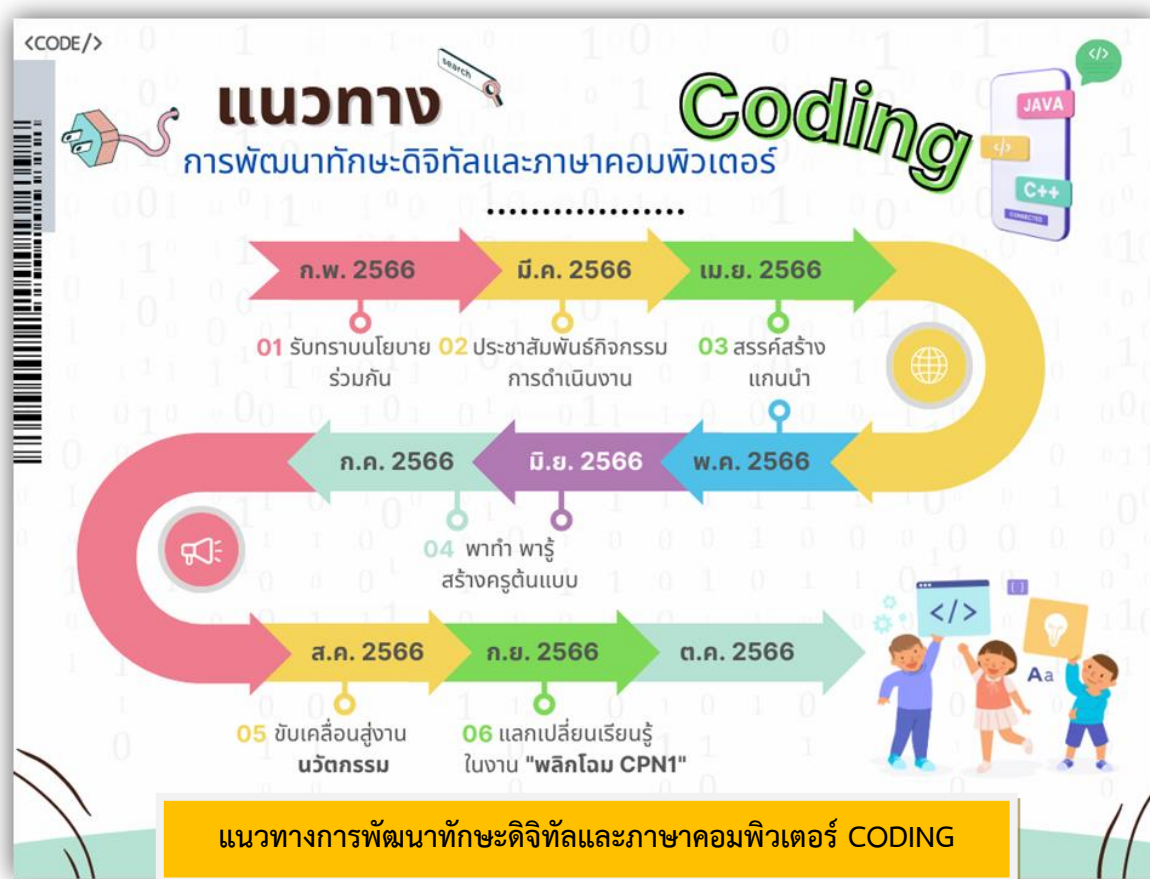 <CODE/>
search
แนวทาง
Coding
การพัฒนาทักษะดิจิทัลและภาษาคอมพิวเตอร์
..................
</>
JAVA
</>
C++
CONNECTED
ก.พ. 2566
มี.ค. 2566
เม.ย. 2566
01 รับทราบนโยบาย
ร่วมกัน
02 ประชาสัมพันธ์กิจกรรม
การดำเนินงาน
03 สรรค์สร้าง
แกนนำ
ก.ค. 2566
มิ.ย. 2566
พ.ค. 2566
04 พาทำ พารู้
สร้างครูต้นแบบ
ส.ค. 2566
ก.ย. 2566
ต.ค. 2566
05 ขับเคลื่อนสู่งาน
นวัตกรรม
06 แลกเปลี่ยนเรียนรู้
ในงาน "พลิกโฉม CPN1"
</>
{ }
Aa
แนวทางการพัฒนาทักษะดิจิทัลและภาษาคอมพิวเตอร์ CODING